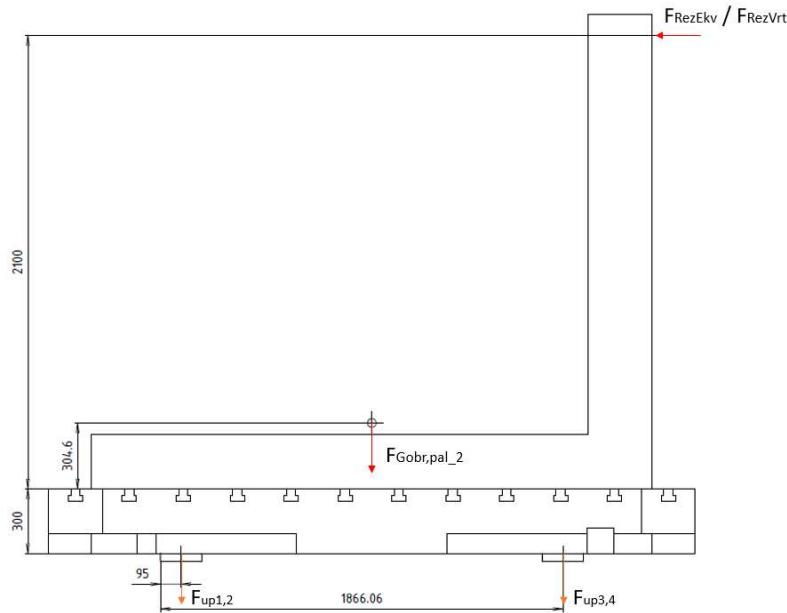 FRezEkv / FRezVrt
2100
304.6
FGobr,pal_2
300
95
Fup1,2
1866.06
Fup3,4